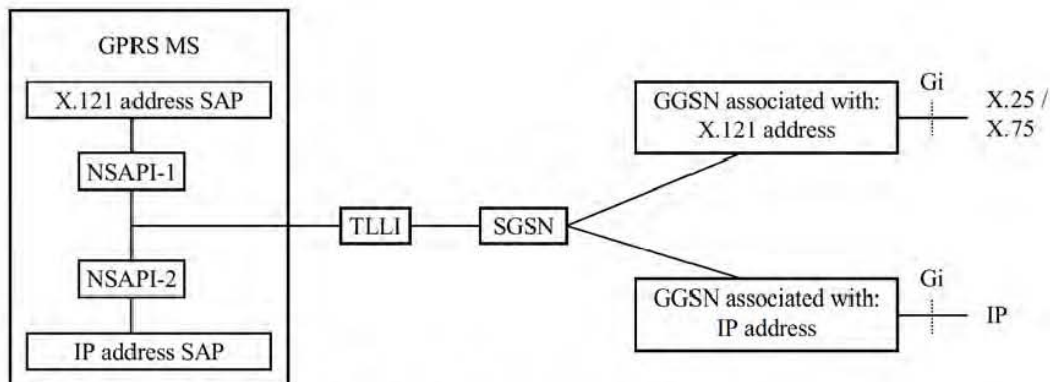 GPRS MS
X.121 address SAP
NSAPI-1
NSAPI-2
IP address SAP
TLLI
SGSN
GGSN associated with:
X.121 address
Gi
X.25 /
X.75
GGSN associated with:
IP address
Gi
IP